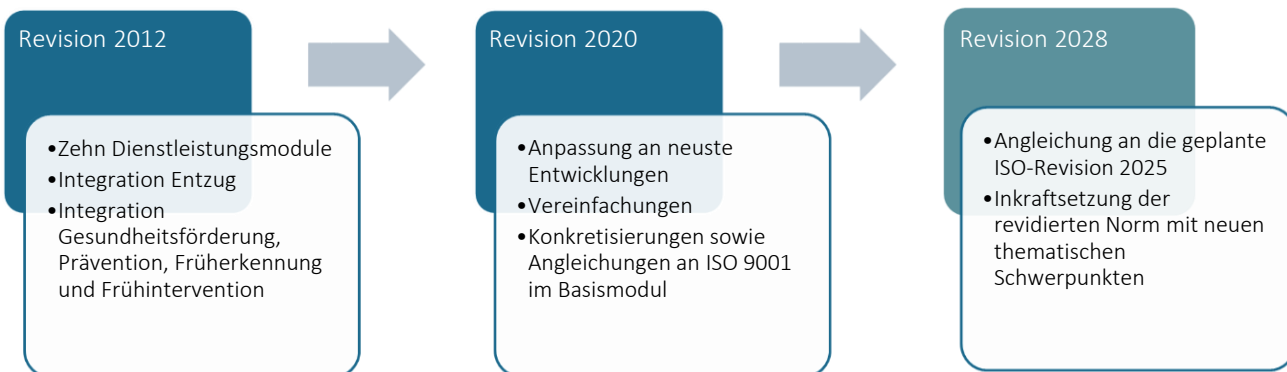 Revision 2012
•Zehn Dienstleistungsmodule
•Integration Entzug
•Integration
Gesundheitsförderung,
Prävention, Früherkennung
und Frühintervention
Revision 2020
•Anpassung an neuste
Entwicklungen
•Vereinfachungen
•Konkretisierungen sowie
Angleichungen an ISO 9001
im Basismodul
Revision 2028
•Angleichung an die geplante
ISO-Revision 2025
•Inkraftsetzung der
revidierten Norm mit neuen
thematischen
Schwerpunkten